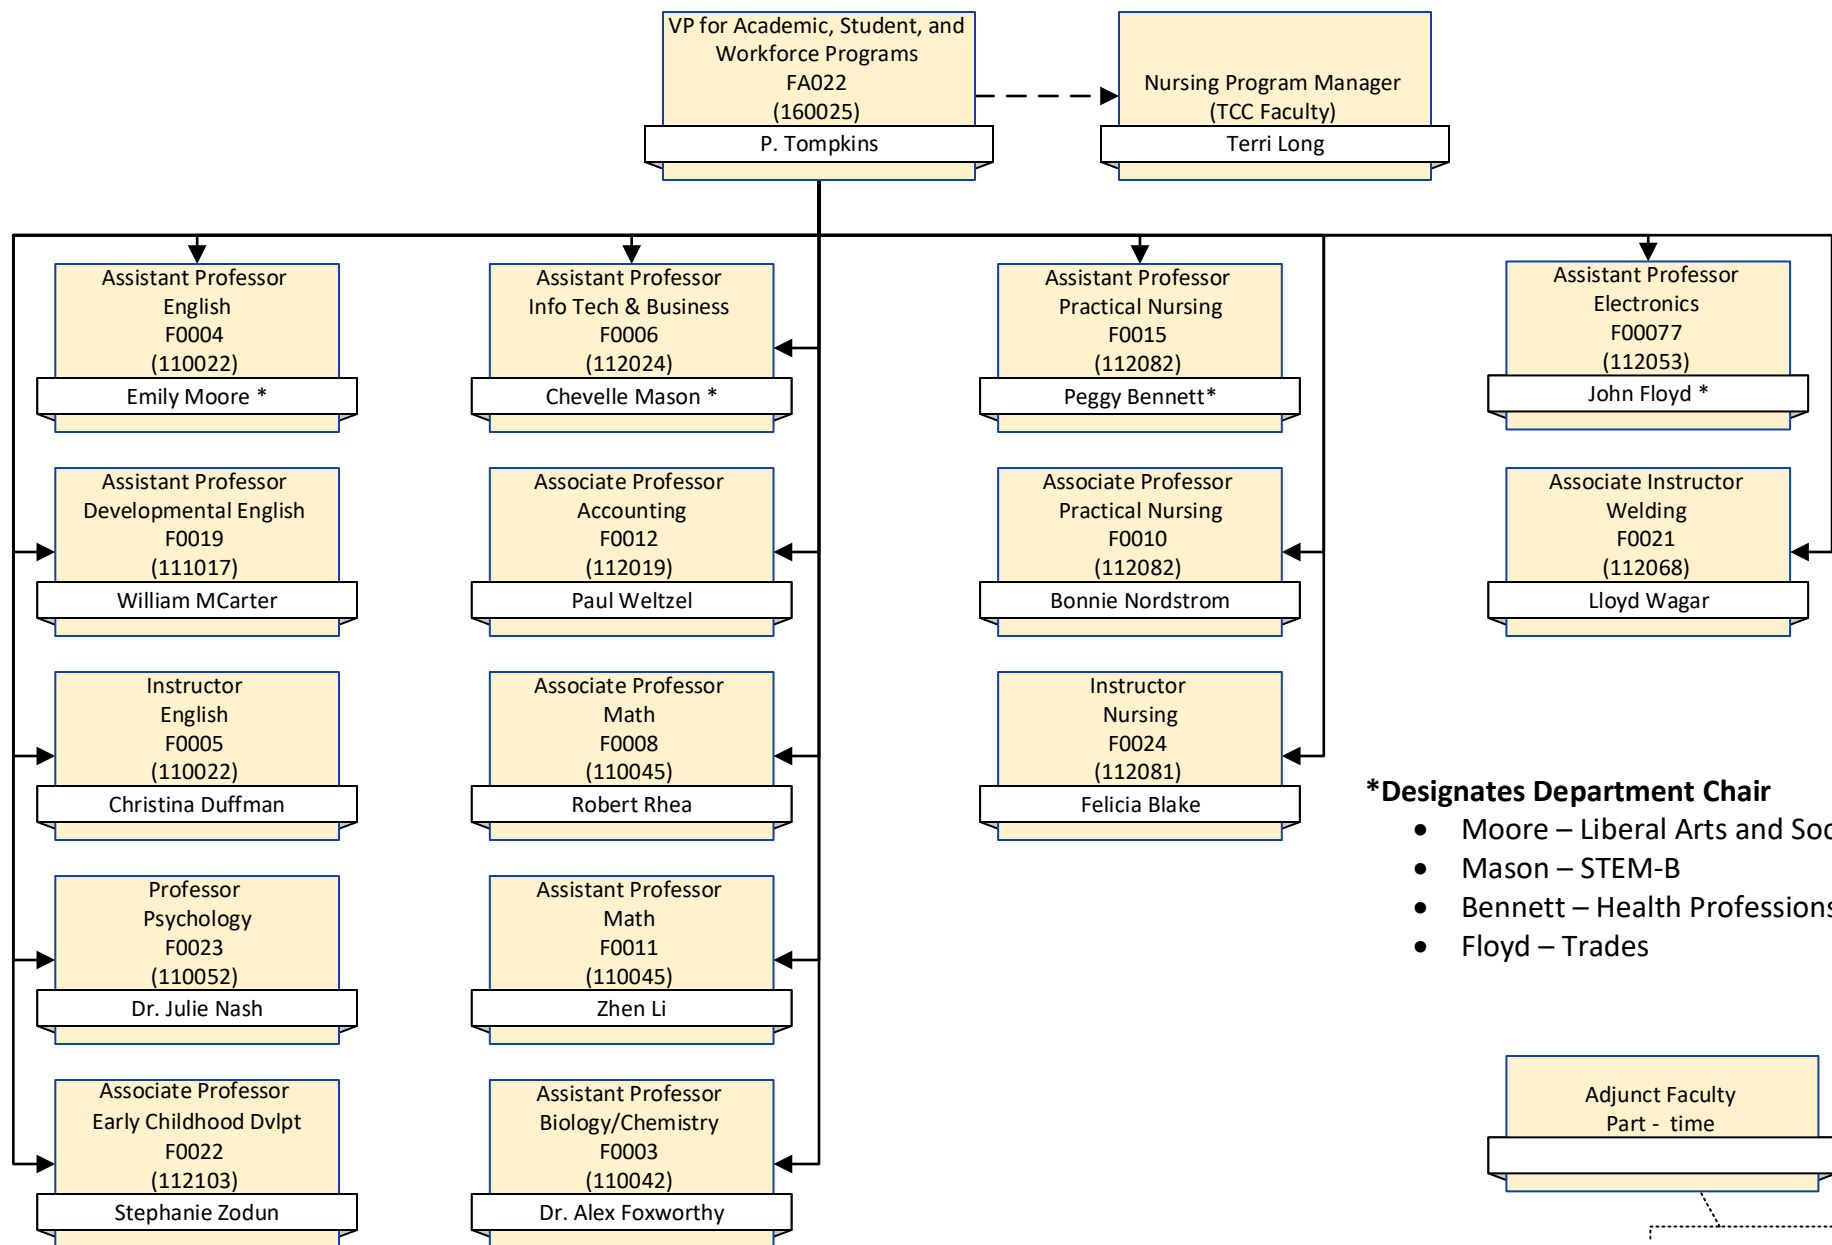 VP for Academic, Student, and
Workforce Programs
FA022
(160025)
P. Tompkins
Nursing Program Manager
(TCC Faculty)
Terri Long
Assistant Professor
English
F0004
(110022)
Emily Moore *
Assistant Professor
Info Tech & Business
F0006
(112024)
Chevelle Mason *
Assistant Professor
Practical Nursing
F0015
(112082)
Peggy Bennett*
Assistant Professor
Electronics
F00077
(112053)
John Floyd *
Assistant Professor
Developmental English
F0019
(111017)
William MCarter
Associate Professor
Accounting
F0012
(112019)
Paul Weltzel
Associate Professor
Practical Nursing
F0010
(112082)
Bonnie Nordstrom
Associate Instructor
Welding
F0021
(112068)
Lloyd Wagar
Instructor
English
F0005
(110022)
Christina Duffman
Associate Professor
Math
F0008
(110045)
Robert Rhea
Instructor
Nursing
F0024
(112081)
Felicia Blake
*Designates Department Chair
• Moore – Liberal Arts and Soc
• Mason – STEM-B
• Bennett – Health Professions
• Floyd – Trades
Professor
Psychology
F0023
(110052)
Dr. Julie Nash
Assistant Professor
Math
F0011
(110045)
Zhen Li
Associate Professor
Early Childhood Dvlpt
F0022
(112103)
Stephanie Zodun
Assistant Professor
Biology/Chemistry
F0003
(110042)
Dr. Alex Foxworthy
Adjunct Faculty
Part - time